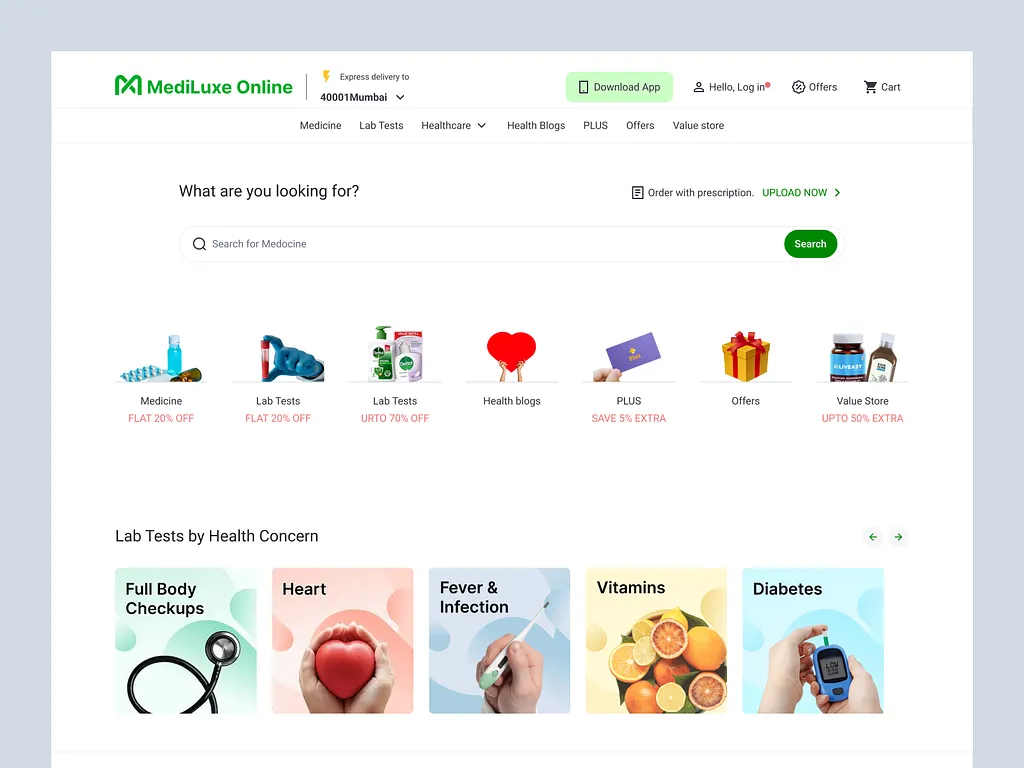 MediLuxe Online
Express delivery to
40001Mumbai
Download App
Hello, Log in
Offers
Cart
Medicine
Lab Tests
Healthcare
Health Blogs
PLUS
Offers
Value store
What are you looking for?
Order with prescription. UPLOAD NOW
Search for Medocine
Search
Plus
LIVEASY
Medicine
Lab Tests
Lab Tests
Health blogs
PLUS
Offers
Value Store
FLAT 20% OFF
FLAT 20% OFF
URTO 70% OFF
SAVE 5% EXTRA
UPTO 50% EXTRA
Lab Tests by Health Concern
Full Body
Checkups
Heart
Fever &
Infection
Vitamins
Diabetes
LOW